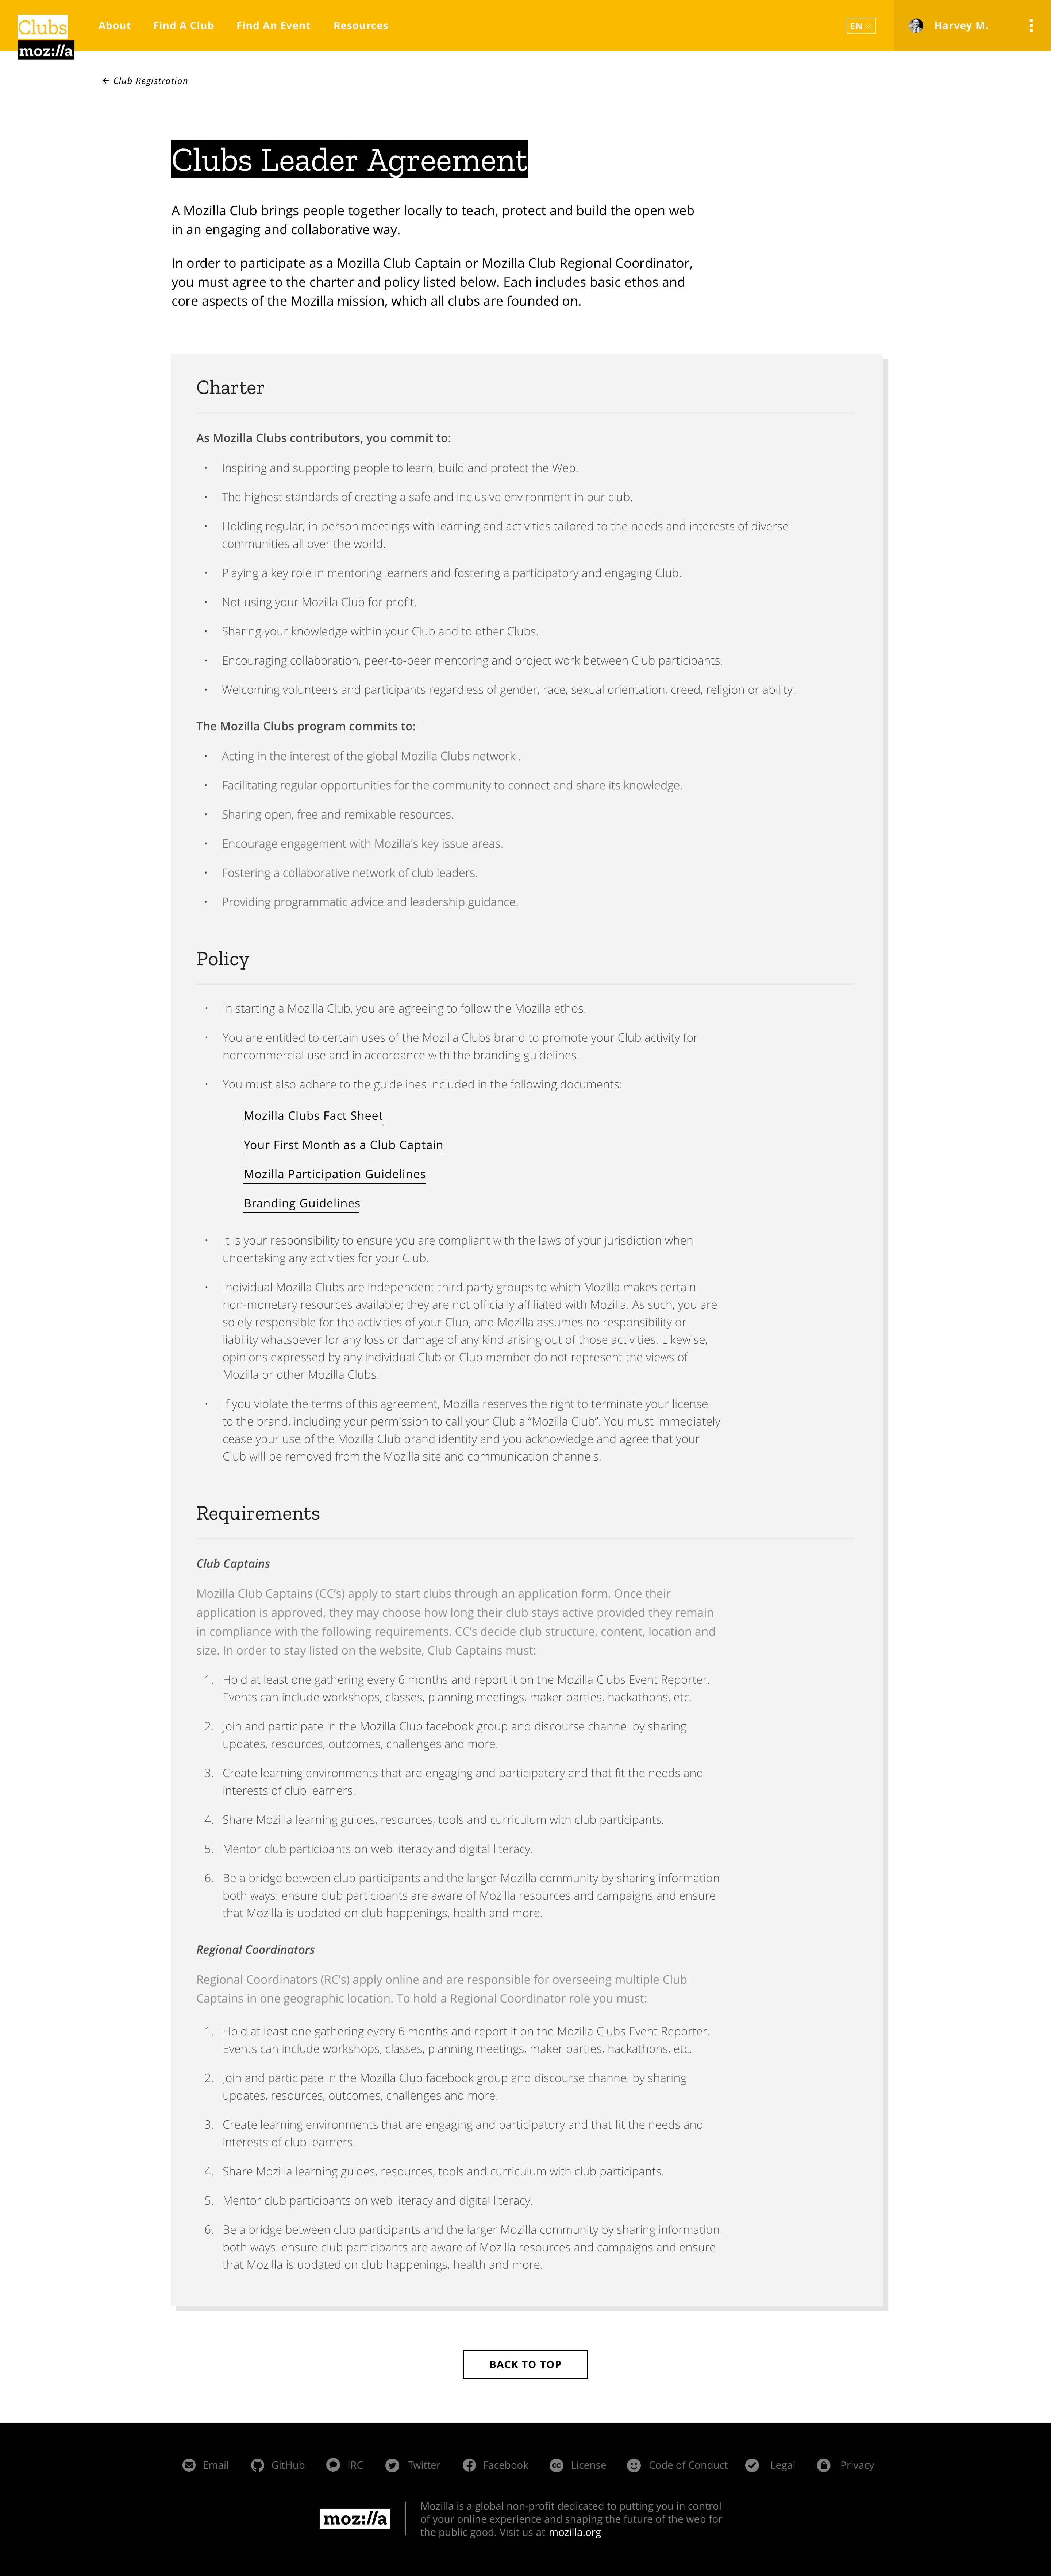 Clubs
moz://a
About Find A Club Find An Event Resources EN Harvey M.
← Club Registration
Clubs Leader Agreement
A Mozilla Club brings people together locally to teach, protect and build the open web
in an engaging and collaborative way.
In order to participate as a Mozilla Club Captain or Mozilla Club Regional Coordinator,
you must agree to the charter and policy listed below. Each includes basic ethos and
core aspects of the Mozilla mission, which all clubs are founded on.
Charter
As Mozilla Clubs contributors, you commit to:
• Inspiring and supporting people to learn, build and protect the Web.
• The highest standards of creating a safe and inclusive environment in our club.
• Holding regular, in-person meetings with learning and activities tailored to the needs and interests of diverse
communities all over the world.
• Playing a key role in mentoring learners and fostering a participatory and engaging Club.
• Not using your Mozilla Club for profit.
• Sharing your knowledge within your Club and to other Clubs.
• Encouraging collaboration, peer-to-peer mentoring and project work between Club participants.
• Welcoming volunteers and participants regardless of gender, race, sexual orientation, creed, religion or ability.
The Mozilla Clubs program commits to:
• Acting in the interest of the global Mozilla Clubs network .
• Facilitating regular opportunities for the community to connect and share its knowledge.
• Sharing open, free and remixable resources.
• Encourage engagement with Mozilla's key issue areas.
• Fostering a collaborative network of club leaders.
• Providing programmatic advice and leadership guidance.
Policy
• In starting a Mozilla Club, you are agreeing to follow the Mozilla ethos.
• You are entitled to certain uses of the Mozilla Clubs brand to promote your Club activity for
noncommercial use and in accordance with the branding guidelines.
• You must also adhere to the guidelines included in the following documents:
Mozilla Clubs Fact Sheet
Your First Month as a Club Captain
Mozilla Participation Guidelines
Branding Guidelines
• It is your responsibility to ensure you are compliant with the laws of your jurisdiction when
undertaking any activities for your Club.
• Individual Mozilla Clubs are independent third-party groups to which Mozilla makes certain
non-monetary resources available; they are not officially affiliated with Mozilla. As such, you are
solely responsible for the activities of your Club, and Mozilla assumes no responsibility or
liability whatsoever for any loss or damage of any kind arising out of those activities. Likewise,
opinions expressed by any individual Club or Club member do not represent the views of
Mozilla or other Mozilla Clubs.
• If you violate the terms of this agreement, Mozilla reserves the right to terminate your license
to the brand, including your permission to call your Club a “Mozilla Club”. You must immediately
cease your use of the Mozilla Club brand identity and you acknowledge and agree that your
Club will be removed from the Mozilla site and communication channels.
Requirements
Club Captains
Mozilla Club Captains (CC’s) apply to start clubs through an application form. Once their
application is approved, they may choose how long their club stays active provided they remain
in compliance with the following requirements. CC’s decide club structure, content, location and
size. In order to stay listed on the website, Club Captains must:
1. Hold at least one gathering every 6 months and report it on the Mozilla Clubs Event Reporter.
Events can include workshops, classes, planning meetings, maker parties, hackathons, etc.
2. Join and participate in the Mozilla Club facebook group and discourse channel by sharing
updates, resources, outcomes, challenges and more.
3. Create learning environments that are engaging and participatory and that fit the needs and
interests of club learners.
4. Share Mozilla learning guides, resources, tools and curriculum with club participants.
5. Mentor club participants on web literacy and digital literacy.
6. Be a bridge between club participants and the larger Mozilla community by sharing information
both ways: ensure club participants are aware of Mozilla resources and campaigns and ensure
that Mozilla is updated on club happenings, health and more.
Regional Coordinators
Regional Coordinators (RC’s) apply online and are responsible for overseeing multiple Club
Captains in one geographic location. To hold a Regional Coordinator role you must:
1. Hold at least one gathering every 6 months and report it on the Mozilla Clubs Event Reporter.
Events can include workshops, classes, planning meetings, maker parties, hackathons, etc.
2. Join and participate in the Mozilla Club facebook group and discourse channel by sharing
updates, resources, outcomes, challenges and more.
3. Create learning environments that are engaging and participatory and that fit the needs and
interests of club learners.
4. Share Mozilla learning guides, resources, tools and curriculum with club participants.
5. Mentor club participants on web literacy and digital literacy.
6. Be a bridge between club participants and the larger Mozilla community by sharing information
both ways: ensure club participants are aware of Mozilla resources and campaigns and ensure
that Mozilla is updated on club happenings, health and more.
BACK TO TOP
Email GitHub IRC Twitter Facebook cc License Code of Conduct Legal Privacy
moz://a
Mozilla is a global non-profit dedicated to putting you in control
of your online experience and shaping the future of the web for
the public good. Visit us at mozilla.org